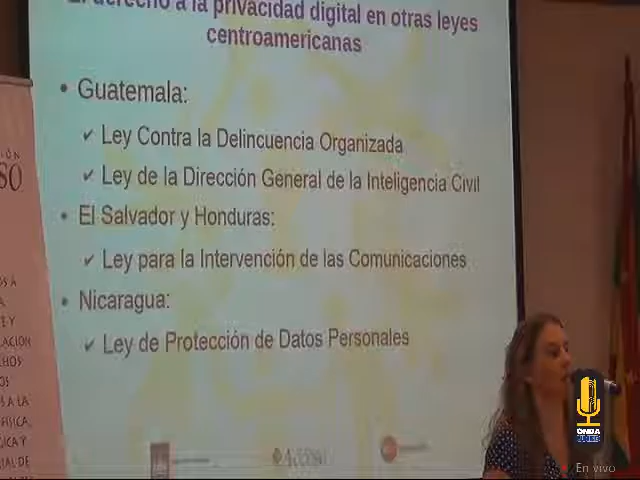 El derecho a la privacidad digital en otras leyes
centroamericanas
• Guatemala:
✔ Ley Contra la Delincuencia Organizada
✔ Ley de la Dirección General de la Inteligencia Civil
• El Salvador y Honduras:
✔ Ley para la Intervención de las Comunicaciones
• Nicaragua:
✔ Ley de Protección de Datos Personales
ONDA
UNED
En vivo